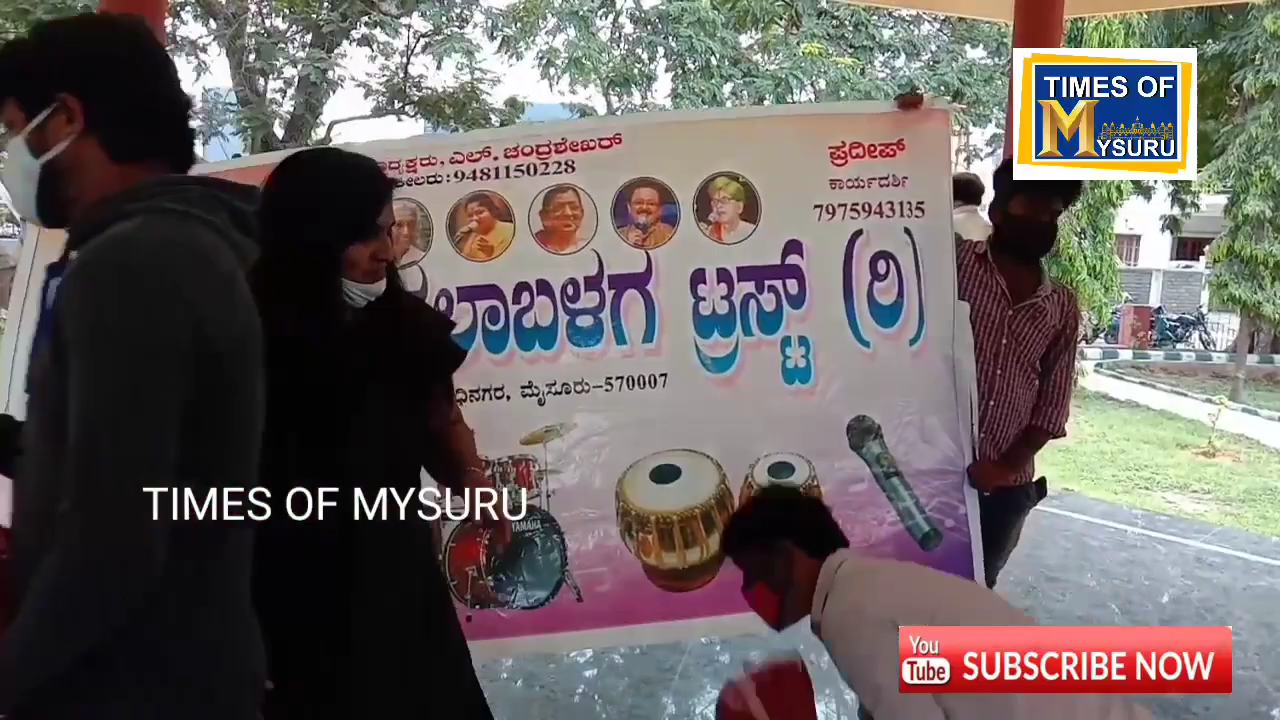 TIMES OF
MYSURU
ಎಲ್. ಚಂದ್ರಶೇಖರ್
9481150228
ಪ್ರದೀಪ್
ಕಾರ್ಯದರ್ಶಿ
7975943135
ಟ್ರಸ್ಟ್ (ರಿ)
ಮೈಸೂರು-570007
YAMAHA
TIMES OF MYSURU
You
Tube
SUBSCRIBE NOW